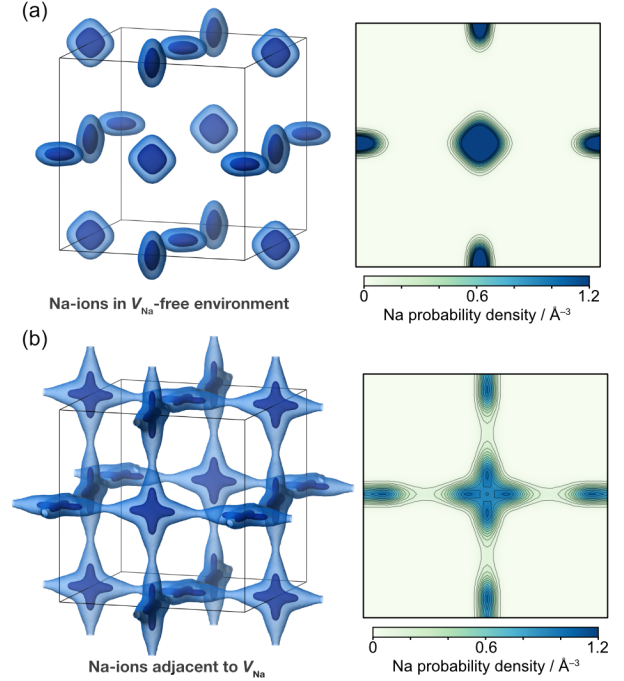 (a)
Na-ions in V_Na-free environment
0 0.6 1.2
Na probability density / Å⁻³
(b)
Na-ions adjacent to V_Na
0 0.6 1.2
Na probability density / Å⁻³